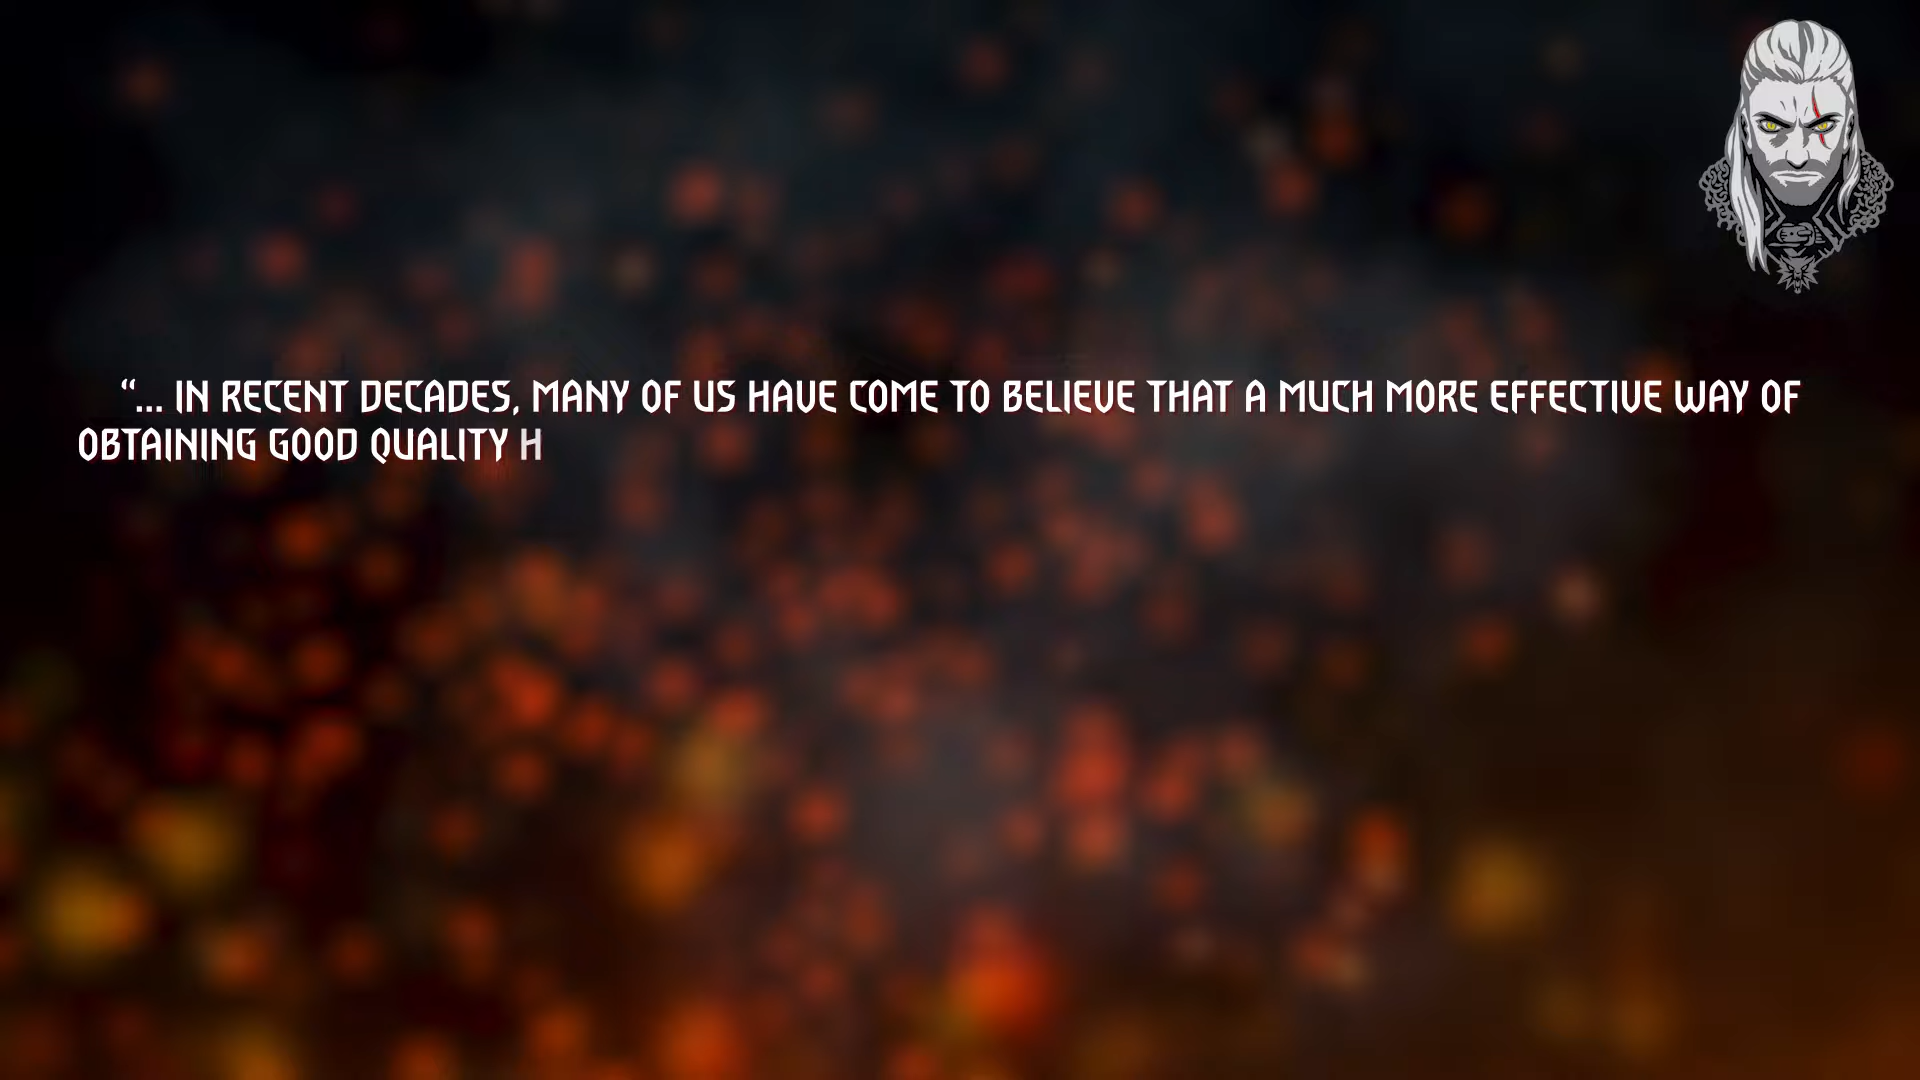 “... IN RECENT DECADES, MANY OF US HAVE COME TO BELIEVE THAT A MUCH MORE EFFECTIVE WAY OF
OBTAINING GOOD QUALITY H